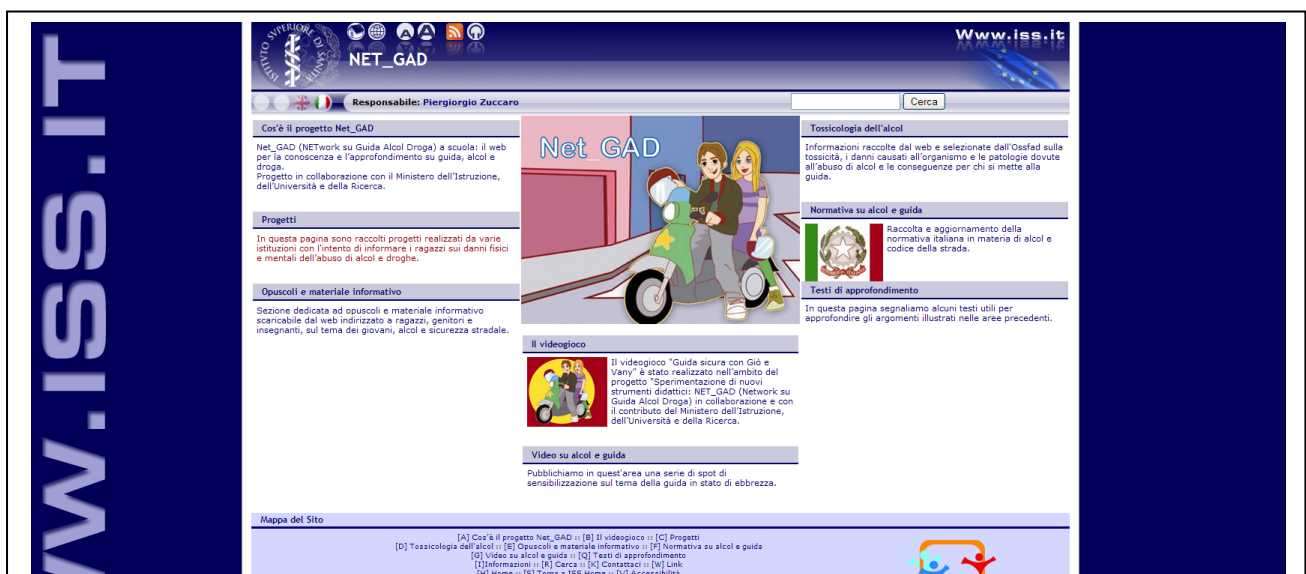 WWW.ISS.IT
ISTITVTO SVPERIORE DI SANITÀ
NET_GAD
Www.iss.it
Responsabile: Piergiorgio Zuccaro
Cerca
Cos'è il progetto Net_GAD
Net_GAD (NETwork su Guida Alcol Droga) a scuola: il web
per la conoscenza e l'approfondimento su guida, alcol e
droga.
Progetto in collaborazione con il Ministero dell'Istruzione,
dell'Università e della Ricerca.
Progetti
In questa pagina sono raccolti progetti realizzati da varie
istituzioni con l'intento di informare i ragazzi sui danni fisici
e mentali dell'abuso di alcol e droghe.
Opuscoli e materiale informativo
Sezione dedicata ad opuscoli e materiale informativo
scaricabile dal web indirizzato a ragazzi, genitori e
insegnanti, sul tema dei giovani, alcol e sicurezza stradale.
Net_GAD
Il videogioco
Il videogioco "Guida sicura con Giò e
Vany" è stato realizzato nell'ambito del
progetto "Sperimentazione di nuovi
strumenti didattici: NET_GAD (Network su
Guida Alcol Droga) in collaborazione e con
il contributo del Ministero dell'Istruzione,
dell'Università e della Ricerca.
Video su alcol e guida
Pubblichiamo in quest'area una serie di spot di
sensibilizzazione sul tema della guida in stato di ebbrezza.
Tossicologia dell'alcol
Informazioni raccolte dal web e selezionate dall'Ossfad sulla
tossicità, i danni causati all'organismo e le patologie dovute
all'abuso di alcol e le conseguenze per chi si mette alla
guida.
Normativa su alcol e guida
Raccolta e aggiornamento della
normativa italiana in materia di alcol e
codice della strada.
Testi di approfondimento
In questa pagina segnaliamo alcuni testi utili per
approfondire gli argomenti illustrati nelle aree precedenti.
Mappa del Sito
[A] Cos'è il progetto Net_GAD :: [B] Il videogioco :: [C] Progetti
[D] Tossicologia dell'alcol :: [E] Opuscoli e materiale informativo :: [F] Normativa su alcol e guida
[G] Video su alcol e guida :: [Q] Testi di approfondimento
[I]Informazioni :: [R] Cerca :: [K] Contattaci :: [W] Link
[H] Home :: [S] Torna a ISS Home :: [V] Accessibilità